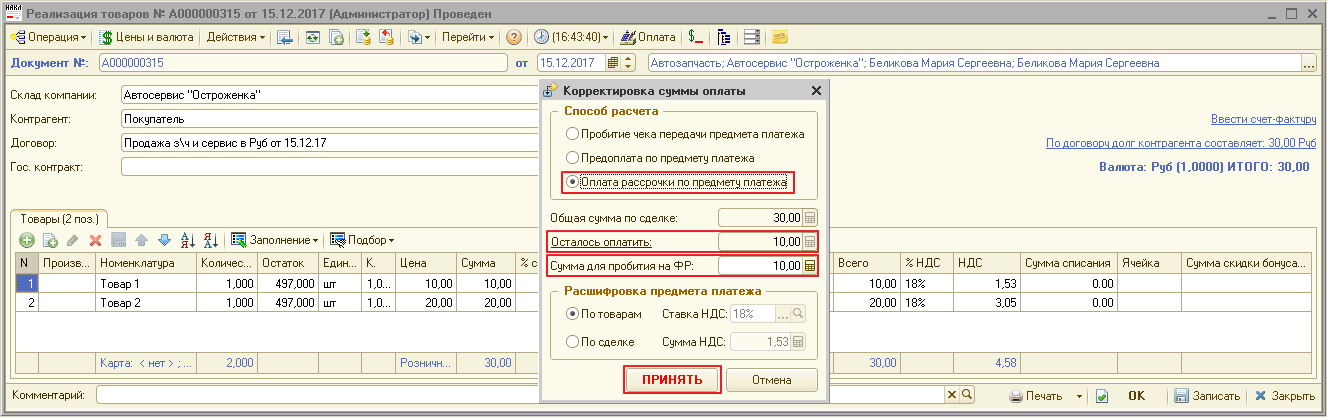 НАКЛ Реализация товаров № А000000315 от 15.12.2017 (Администратор) Проведен
Операция Цены и валюта Действия Перейти (16:43:40) Оплата
Документ №: А000000315 от 15.12.2017 Автозапчасть; Автосервис "Остроженка"; Беликова Мария Сергеевна; Беликова Мария Сергеевна ...
Склад компании: Автосервис "Остроженка"
Контрагент: Покупатель
Договор: Продажа з\ч и сервис в Руб от 15.12.17
Гос. контракт:
Ввести счет-фактуру
По договору долг контрагента составляет: 30,00 Руб
Валюта: Руб (1,0000) ИТОГО: 30,00
Товары (2 поз.)
Заполнение Подбор
N Произв... Номенклатура Количес... Остаток Един... К. Цена Сумма % с Всего % НДС НДС Сумма списания Ячейка Сумма скидки бонуса...
1 Товар 1 1,000 497,000 шт 1,0... 10,00 10,00 10,00 18% 1,53 0.00
2 Товар 2 1,000 497,000 шт 1,0... 20,00 20,00 20,00 18% 3,05 0.00
Карта: < нет > ; ... 2,000 Розничн... 30,00 30,00 4,58
Комментарий: Печать OK Записать Закрыть
Корректировка суммы оплаты
Способ расчета
Пробитие чека передачи предмета платежа
Предоплата по предмету платежа
Оплата рассрочки по предмету платежа
Общая сумма по сделке: 30,00
Осталось оплатить: 10,00
Сумма для пробития на ФР: 10,00
Расшифровка предмета платежа
По товарам Ставка НДС: 18% ...
По сделке Сумма НДС: 1,53
ПРИНЯТЬ Отмена